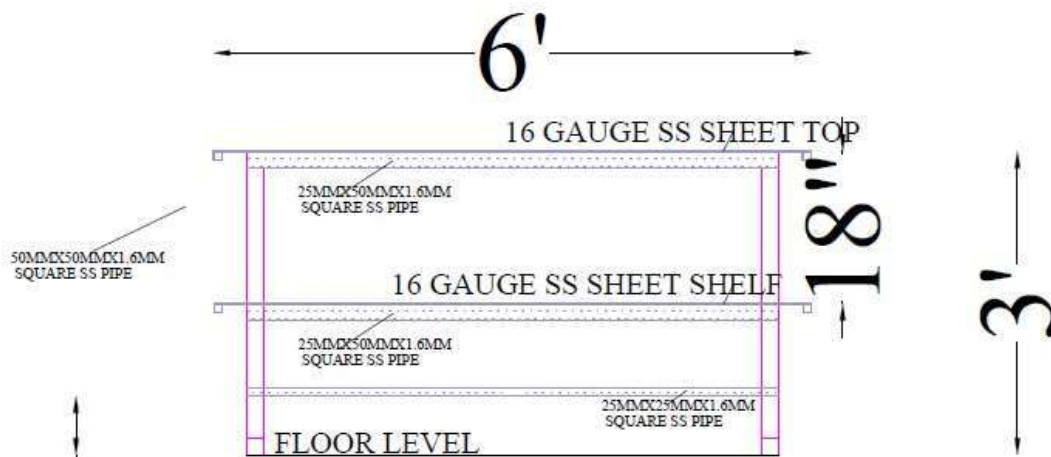 6'
16 GAUGE SS SHEET TOP
25MMX50MMX1.6MM
SQUARE SS PIPE
18"
50MMX50MMX1.6MM
SQUARE SS PIPE
16 GAUGE SS SHEET SHELF
3'
25MMX50MMX1.6MM
SQUARE SS PIPE
25MMX25MMX1.6MM
SQUARE SS PIPE
FLOOR LEVEL